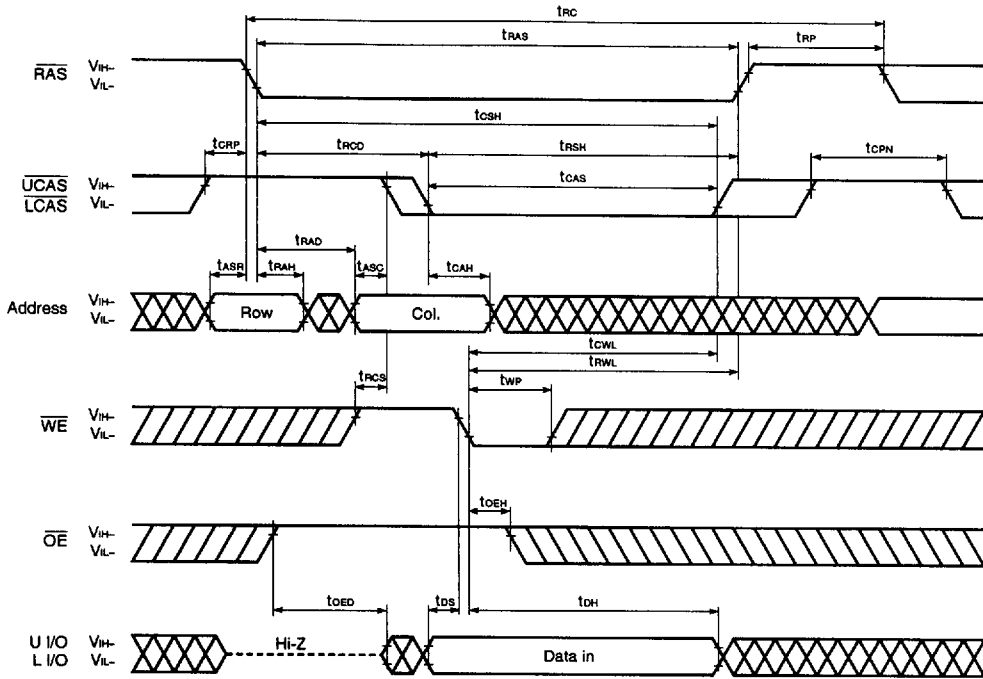 tRC
tRAS
tRP
RAS
VIH–
VIL–
tCSH
tCRP
tRCD
tRSH
tCPN
UCAS
LCAS
VIH–
VIL–
tCAS
tRAD
tASR
tRAH
tASC
tCAH
Address
VIH–
VIL–
Row
Col.
tCWL
tRWL
tRCS
tWP
WE
VIH–
VIL–
tOEH
OE
VIH–
VIL–
tOED
tDS
tDH
U I/O
L I/O
VIH–
VIL–
Hi-Z
Data in